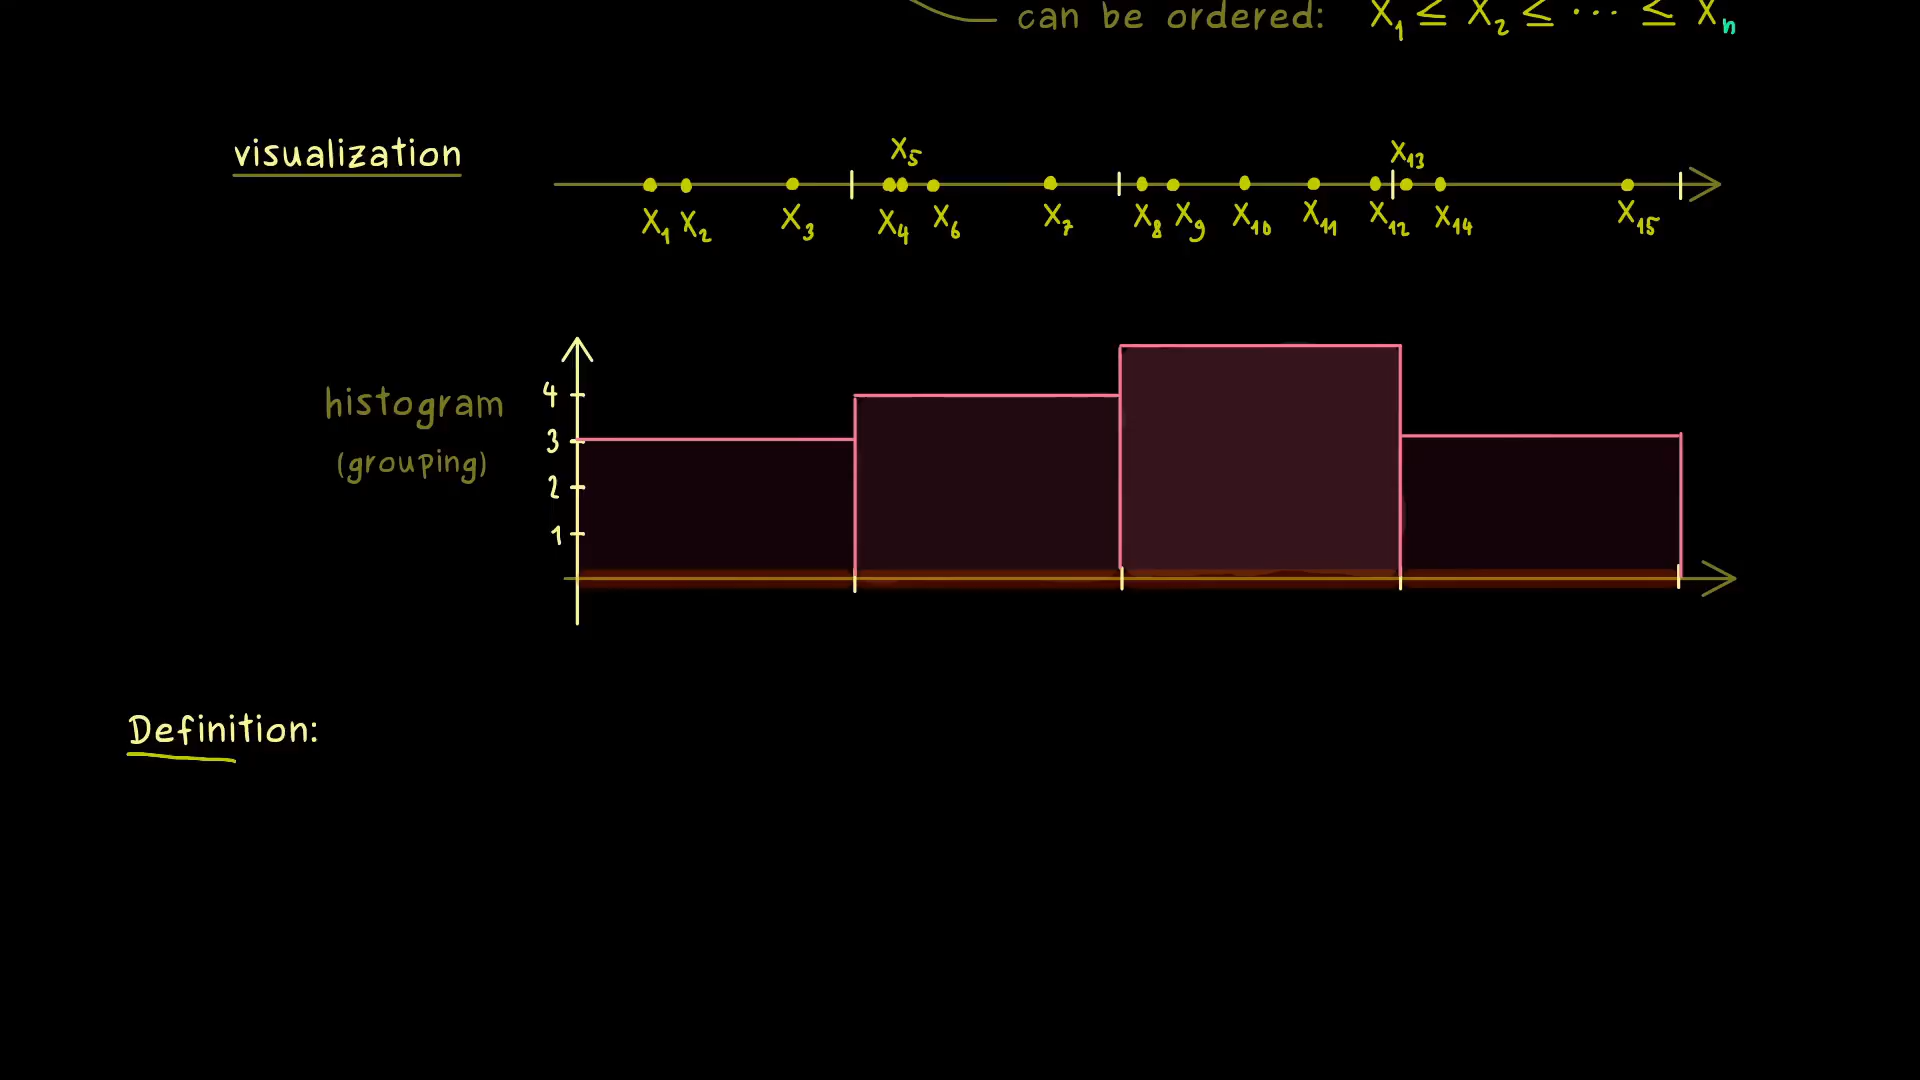 can be ordered: X₁ ≤ X₂ ≤ ··· ≤ Xₙ
visualization
X₅ X₁₃
X₁ X₂ X₃ X₄ X₆ X₇ X₈ X₉ X₁₀ X₁₁ X₁₂ X₁₄ X₁₅
histogram
(grouping)
4
3
2
1
Definition: